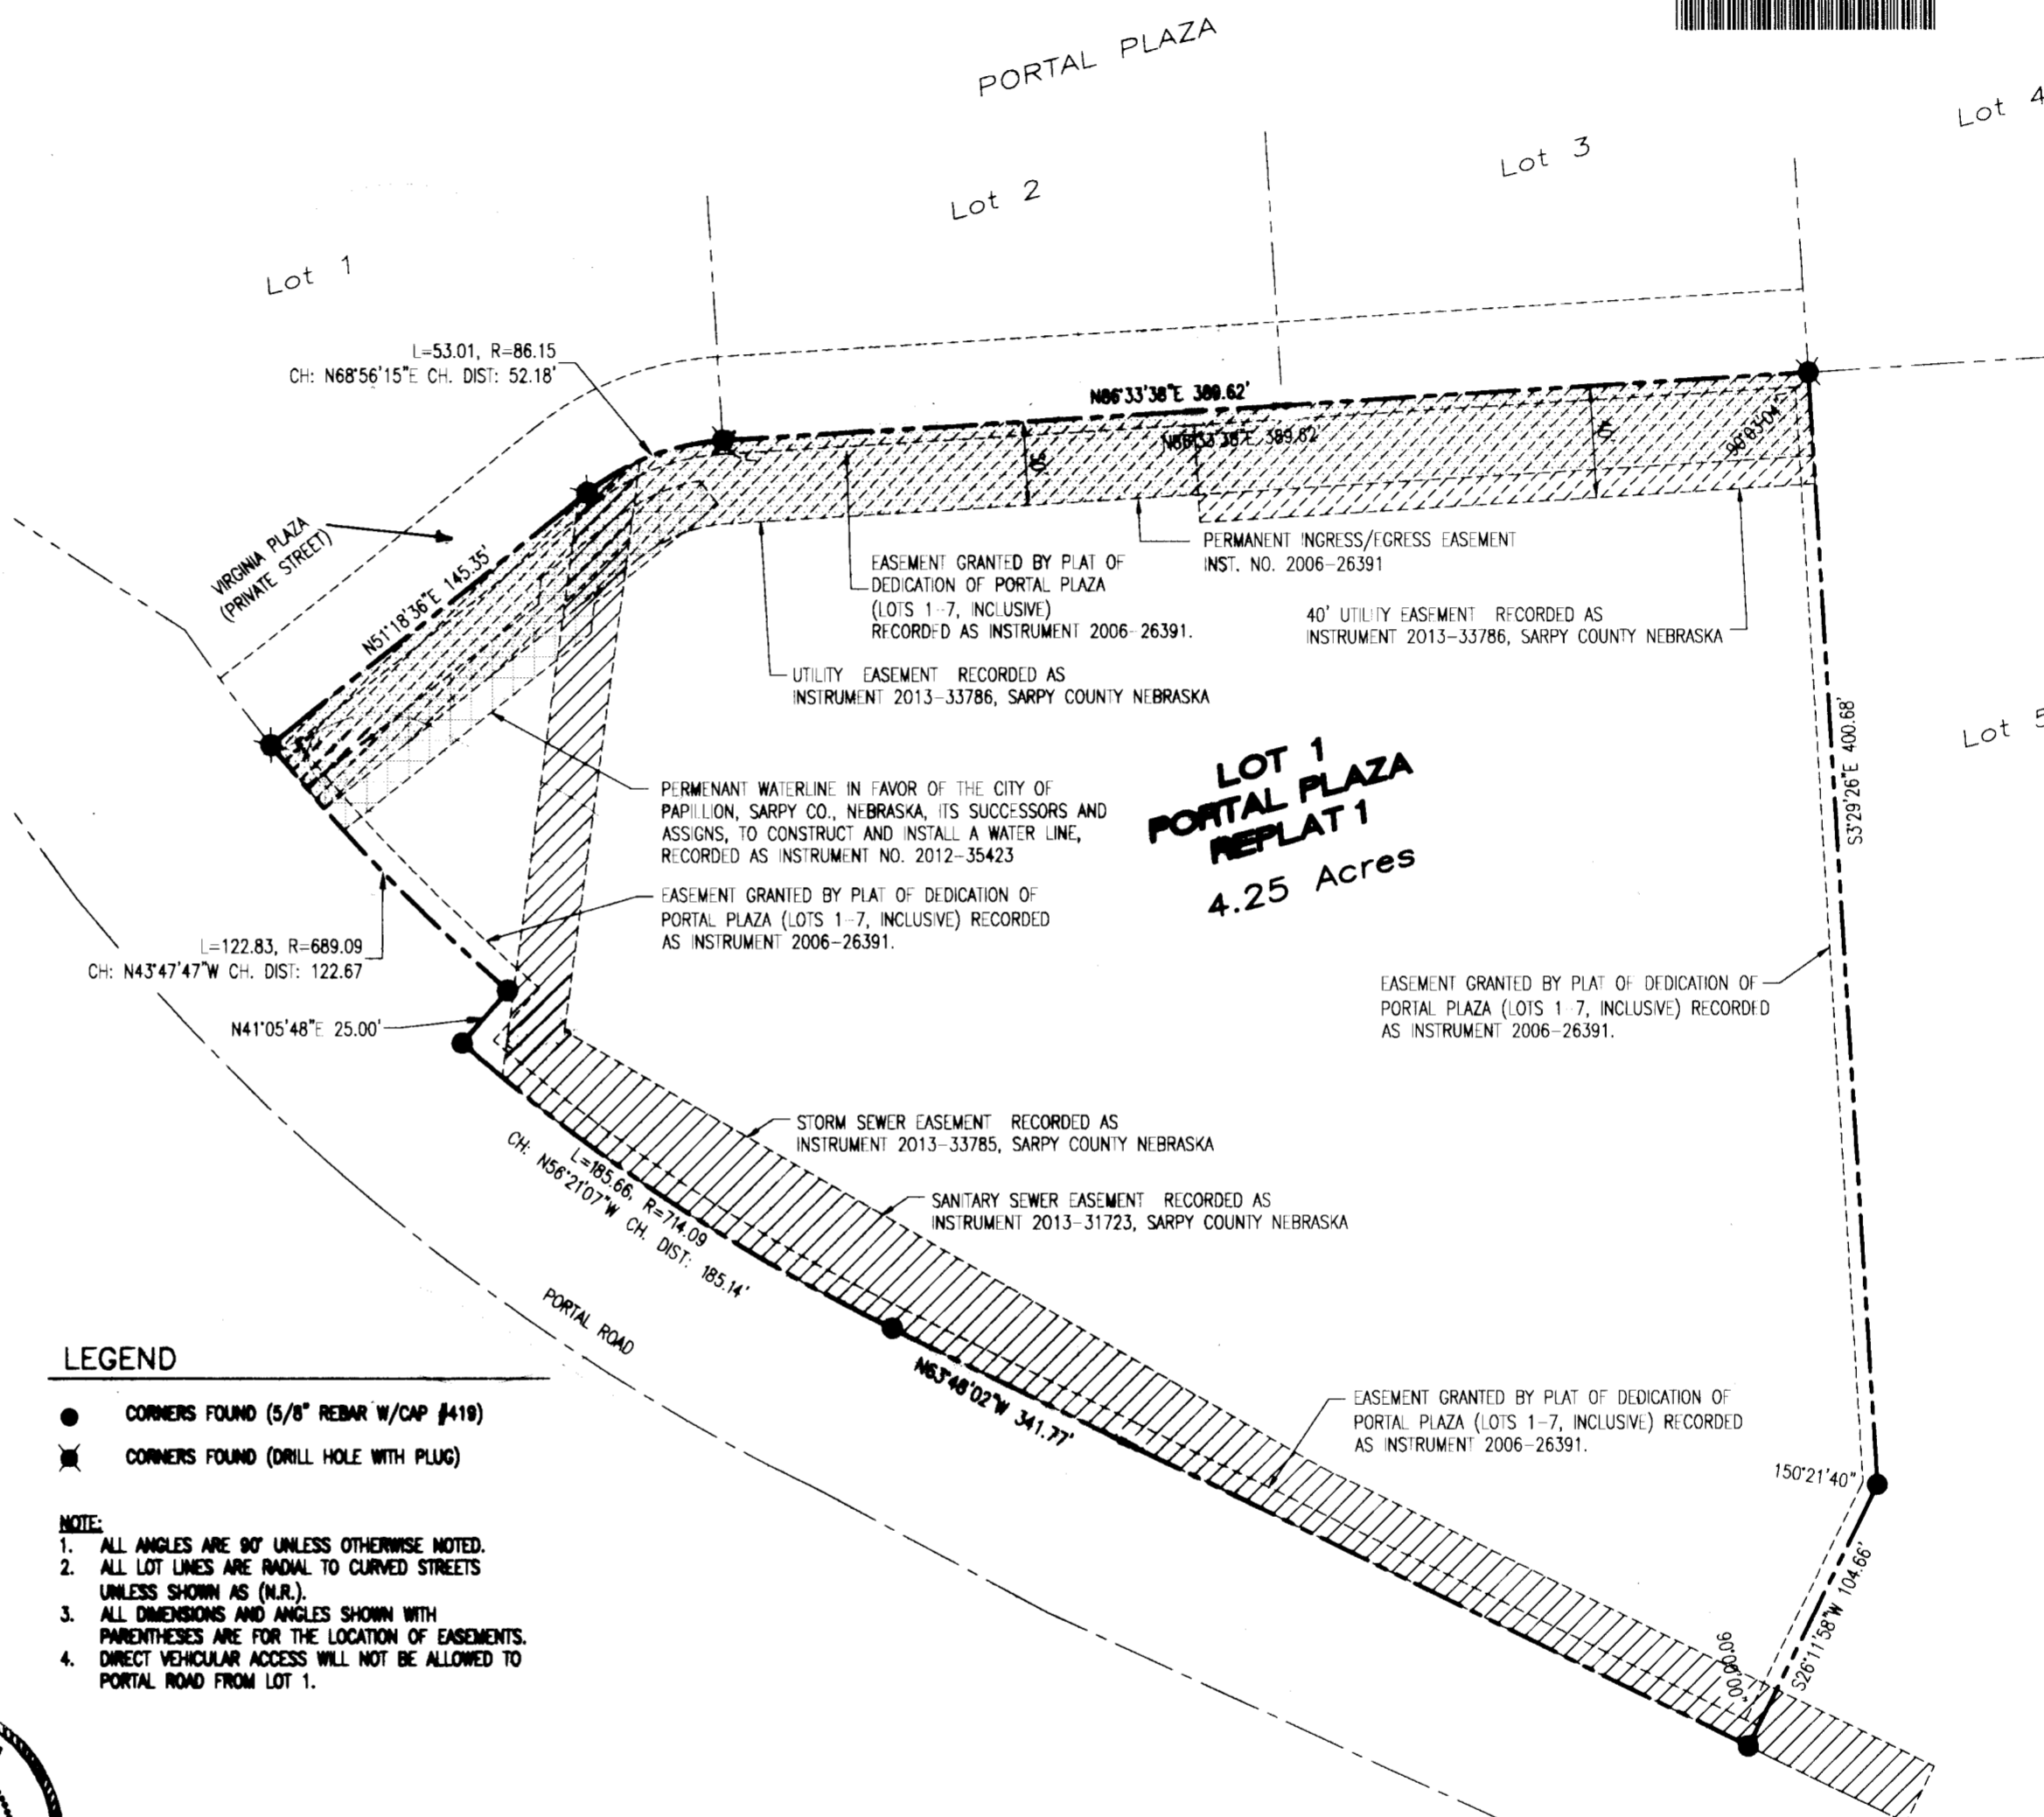 PORTAL PLAZA
Lot 4
Lot 3
Lot 2
Lot 1
L=53.01, R=86.15
CH: N68°56'15"E CH. DIST: 52.18'
N86°33'38"E 389.62'
N86°33'38"E 389.62'
90°03'04"
VIRGINIA PLAZA
(PRIVATE STREET)
N51°18'36"E 145.35'
EASEMENT GRANTED BY PLAT OF
DEDICATION OF PORTAL PLAZA
(LOTS 1-7, INCLUSIVE)
RECORDED AS INSTRUMENT 2006-26391.
PERMANENT INGRESS/EGRESS EASEMENT
INST. NO. 2006-26391
40' UTILITY EASEMENT RECORDED AS
INSTRUMENT 2013-33786, SARPY COUNTY NEBRASKA
UTILITY EASEMENT RECORDED AS
INSTRUMENT 2013-33786, SARPY COUNTY NEBRASKA
S3°29'26"E 400.68'
Lot 5
LOT 1
PORTAL PLAZA
REPLAT 1
4.25 Acres
PERMENANT WATERLINE IN FAVOR OF THE CITY OF
PAPILLION, SARPY CO., NEBRASKA, ITS SUCCESSORS AND
ASSIGNS, TO CONSTRUCT AND INSTALL A WATER LINE,
RECORDED AS INSTRUMENT NO. 2012-35423
EASEMENT GRANTED BY PLAT OF DEDICATION OF
PORTAL PLAZA (LOTS 1-7, INCLUSIVE) RECORDED
AS INSTRUMENT 2006-26391.
L=122.83, R=689.09
CH: N43°47'47"W CH. DIST: 122.67
N41°05'48"E 25.00'
EASEMENT GRANTED BY PLAT OF DEDICATION OF
PORTAL PLAZA (LOTS 1-7, INCLUSIVE) RECORDED
AS INSTRUMENT 2006-26391.
STORM SEWER EASEMENT RECORDED AS
INSTRUMENT 2013-33785, SARPY COUNTY NEBRASKA
L=185.66, R=714.09
CH: N56°21'07"W CH. DIST: 185.14'
SANITARY SEWER EASEMENT RECORDED AS
INSTRUMENT 2013-31723, SARPY COUNTY NEBRASKA
PORTAL ROAD
N63°48'02"W 341.77'
EASEMENT GRANTED BY PLAT OF DEDICATION OF
PORTAL PLAZA (LOTS 1-7, INCLUSIVE) RECORDED
AS INSTRUMENT 2006-26391.
150°21'40"
S26°11'58"W 104.66'
90°00'00"
LEGEND
CORNERS FOUND (5/8" REBAR W/CAP #419)
CORNERS FOUND (DRILL HOLE WITH PLUG)
NOTE:
1. ALL ANGLES ARE 90° UNLESS OTHERWISE NOTED.
2. ALL LOT LINES ARE RADIAL TO CURVED STREETS
UNLESS SHOWN AS (N.R.).
3. ALL DIMENSIONS AND ANGLES SHOWN WITH
PARENTHESES ARE FOR THE LOCATION OF EASEMENTS.
4. DIRECT VEHICULAR ACCESS WILL NOT BE ALLOWED TO
PORTAL ROAD FROM LOT 1.